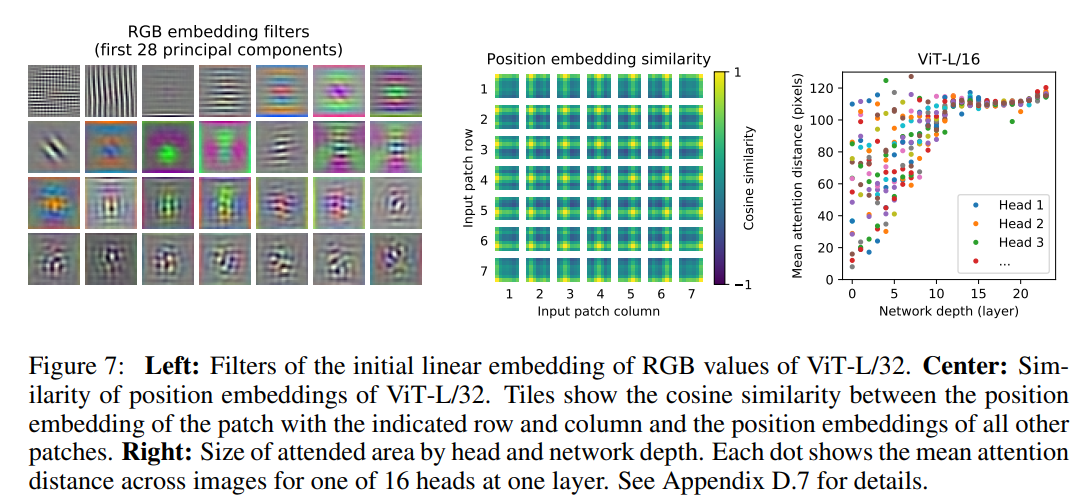 RGB embedding filters
(first 28 principal components)
Position embedding similarity
1
2
3
4
5
6
7
Input patch row
1 2 3 4 5 6 7
Input patch column
1
−1
Cosine similarity
ViT-L/16
120
100
80
60
40
20
0
Mean attention distance (pixels)
Head 1
Head 2
Head 3
...
0 5 10 15 20
Network depth (layer)
Figure 7: Left: Filters of the initial linear embedding of RGB values of ViT-L/32. Center: Sim-
ilarity of position embeddings of ViT-L/32. Tiles show the cosine similarity between the position
embedding of the patch with the indicated row and column and the position embeddings of all other
patches. Right: Size of attended area by head and network depth. Each dot shows the mean attention
distance across images for one of 16 heads at one layer. See Appendix D.7 for details.